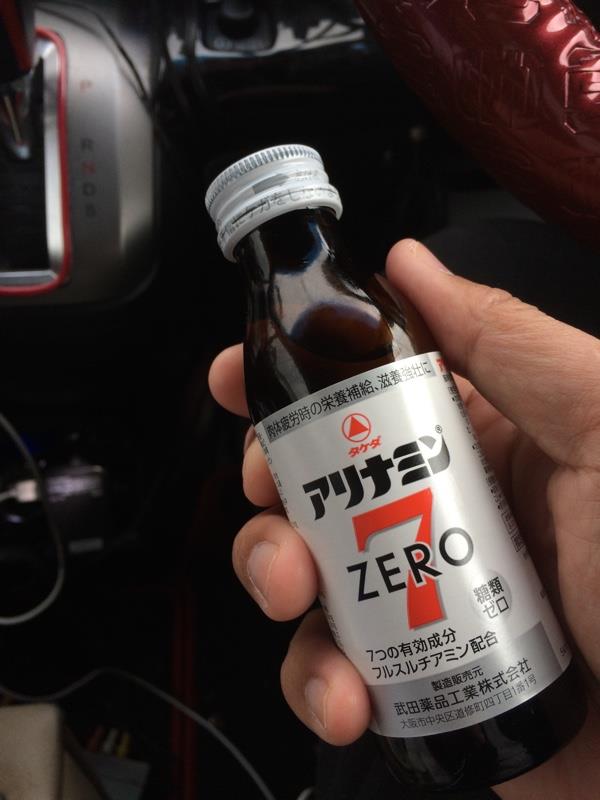 P
R
N
D
S
肉体疲労時の栄養補給、滋養強壮に
タケダ
アリナミン®
7
ZERO
糖類
ゼロ
7つの有効成分
フルスルチアミン配合
製造販売元
武田薬品工業株式会社
大阪市中央区道修町四丁目1番1号